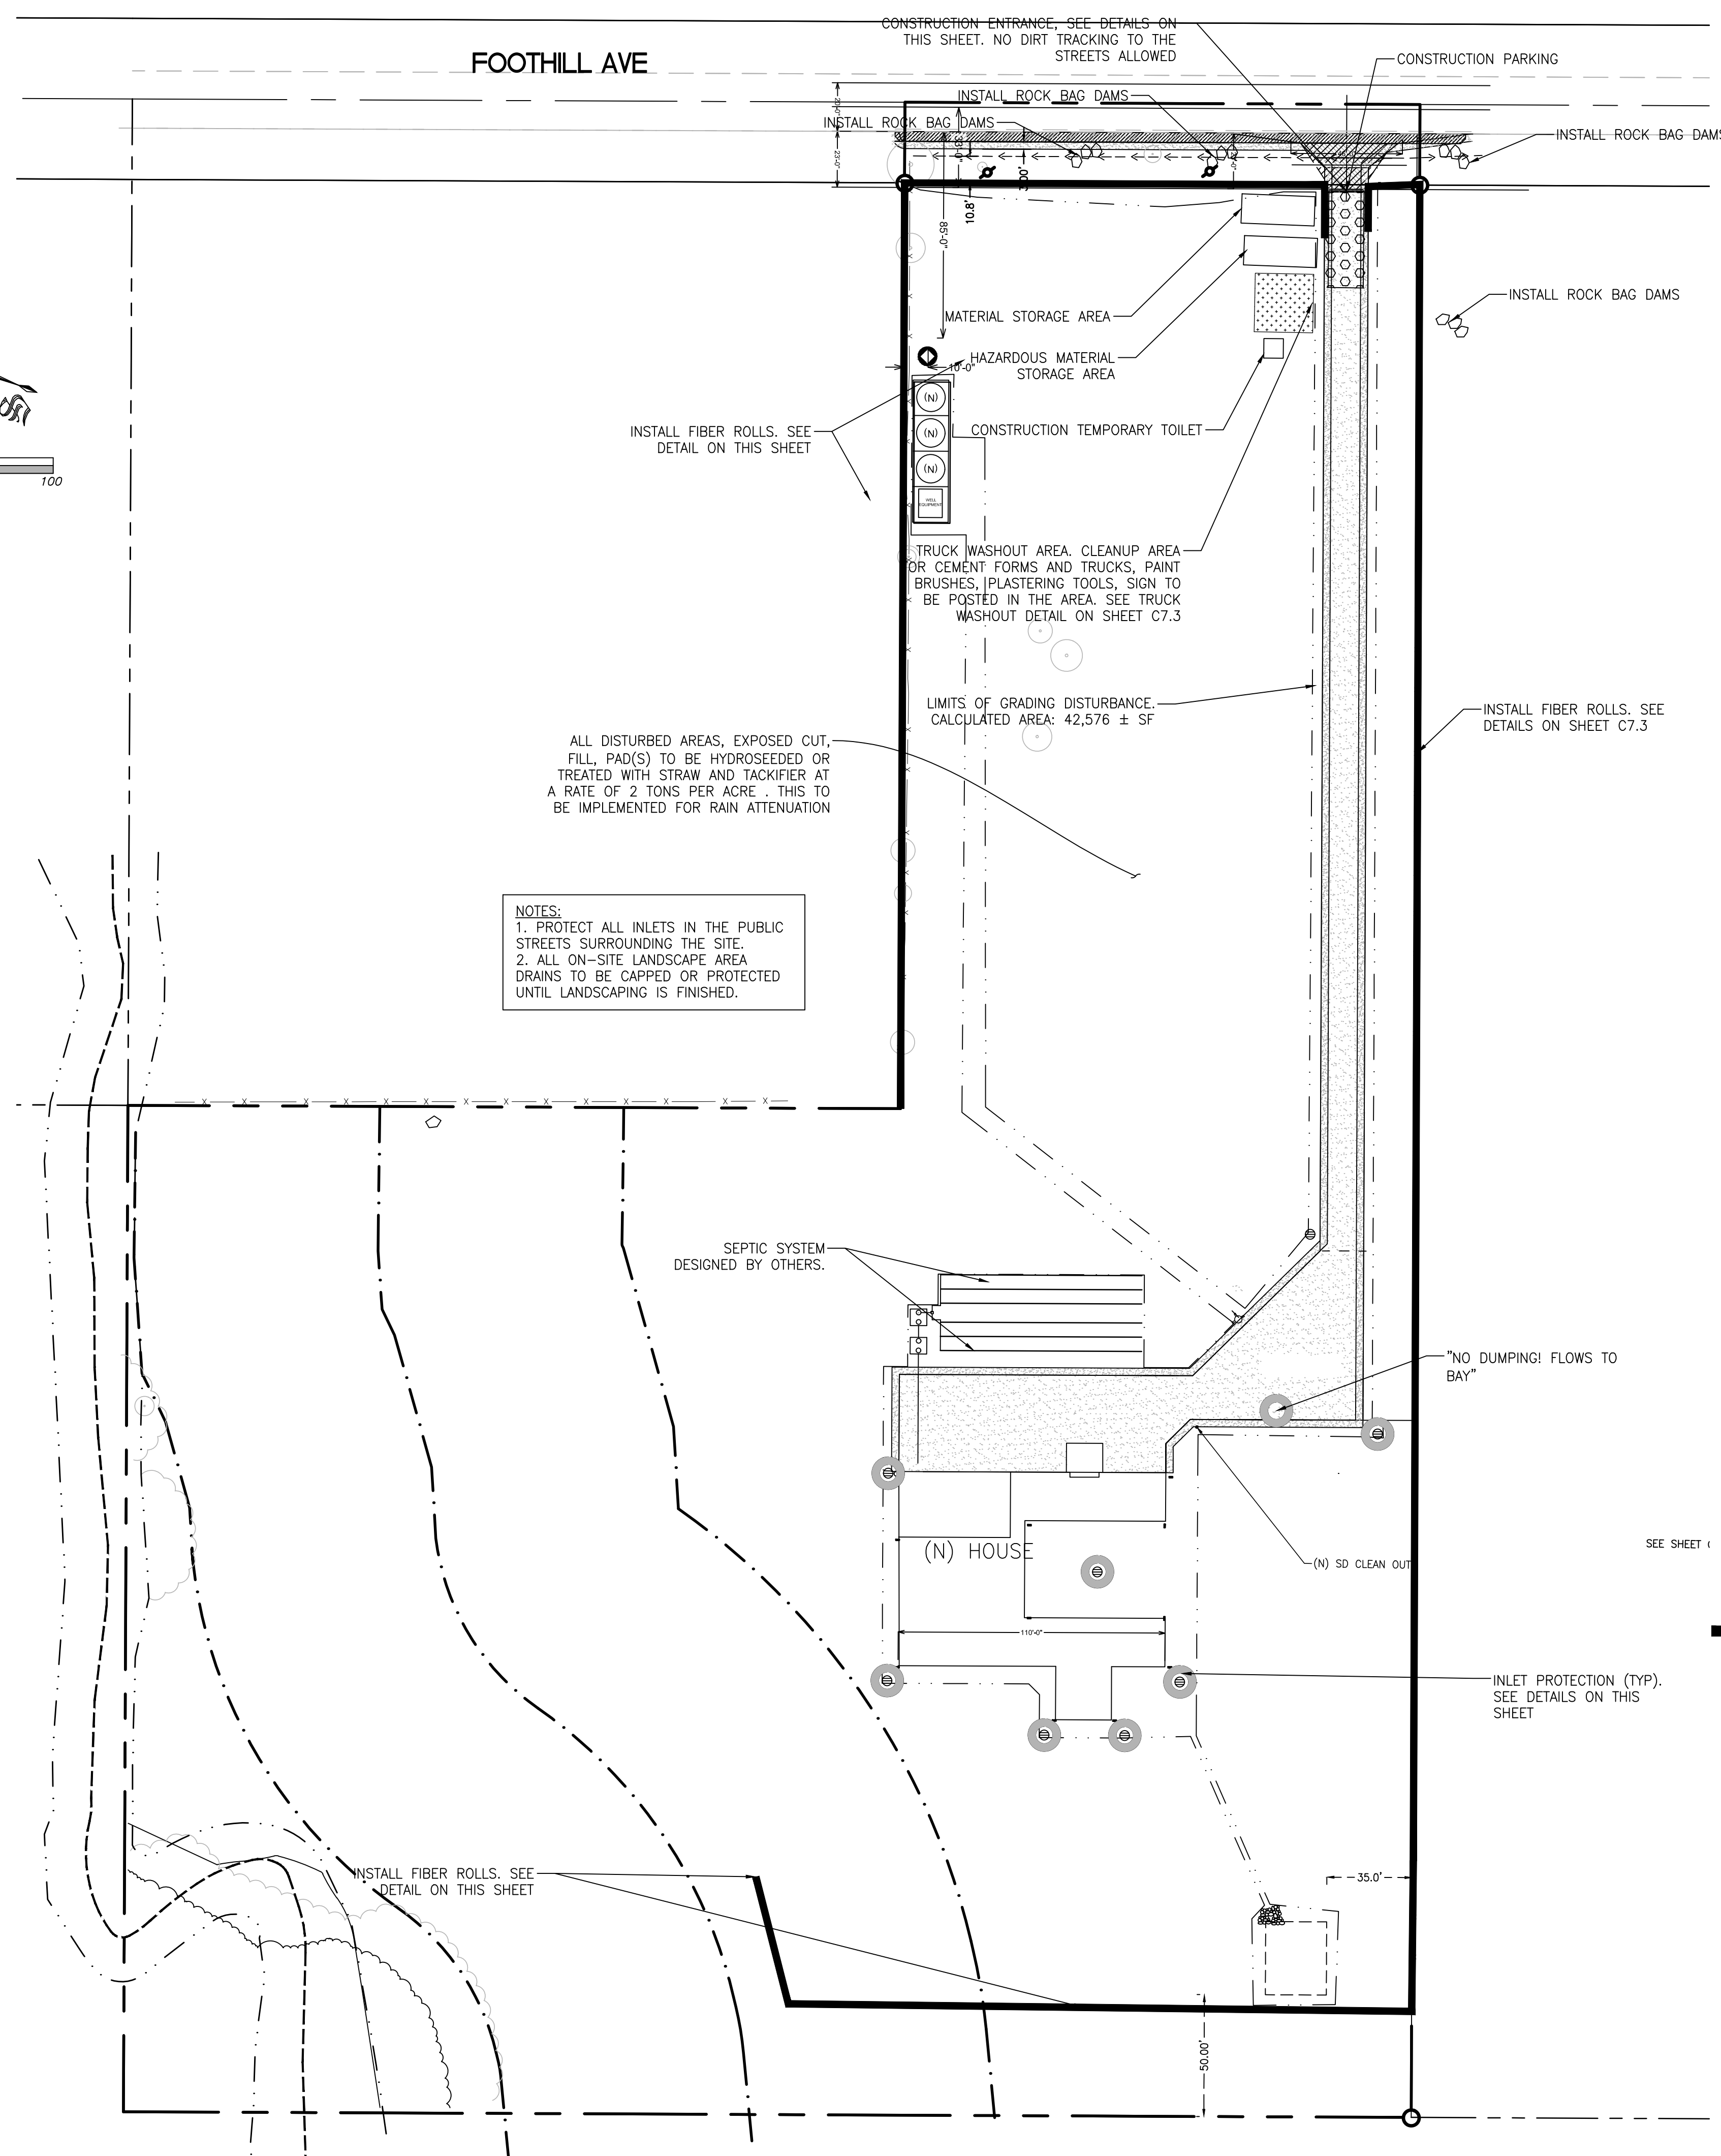 CONSTRUCTION ENTRANCE, SEE DETAILS ON
THIS SHEET. NO DIRT TRACKING TO THE
STREETS ALLOWED
FOOTHILL AVE
CONSTRUCTION PARKING
INSTALL ROCK BAG DAMS
INSTALL ROCK BAG DAMS
INSTALL ROCK BAG DAMS
23'-0"
33'-0"
10.8'
85'-0"
INSTALL ROCK BAG DAMS
MATERIAL STORAGE AREA
HAZARDOUS MATERIAL
STORAGE AREA
10'-0"
(N)
(N)
(N)
WELL
EQUIPMENT
CONSTRUCTION TEMPORARY TOILET
INSTALL FIBER ROLLS. SEE
DETAIL ON THIS SHEET
100
TRUCK WASHOUT AREA. CLEANUP AREA
OR CEMENT FORMS AND TRUCKS, PAINT
BRUSHES, PLASTERING TOOLS, SIGN TO
BE POSTED IN THE AREA. SEE TRUCK
WASHOUT DETAIL ON SHEET C7.3
LIMITS OF GRADING DISTURBANCE.
CALCULATED AREA: 42,576 ± SF
INSTALL FIBER ROLLS. SEE
DETAILS ON SHEET C7.3
ALL DISTURBED AREAS, EXPOSED CUT,
FILL, PAD(S) TO BE HYDROSEEDED OR
TREATED WITH STRAW AND TACKIFIER AT
A RATE OF 2 TONS PER ACRE . THIS TO
BE IMPLEMENTED FOR RAIN ATTENUATION
NOTES:
1. PROTECT ALL INLETS IN THE PUBLIC
STREETS SURROUNDING THE SITE.
2. ALL ON-SITE LANDSCAPE AREA
DRAINS TO BE CAPPED OR PROTECTED
UNTIL LANDSCAPING IS FINISHED.
SEPTIC SYSTEM
DESIGNED BY OTHERS.
"NO DUMPING! FLOWS TO
BAY"
(N) HOUSE
(N) SD CLEAN OUT
SEE SHEET
110'-0"
INLET PROTECTION (TYP).
SEE DETAILS ON THIS
SHEET
INSTALL FIBER ROLLS. SEE
DETAIL ON THIS SHEET
35.0'
50.00'